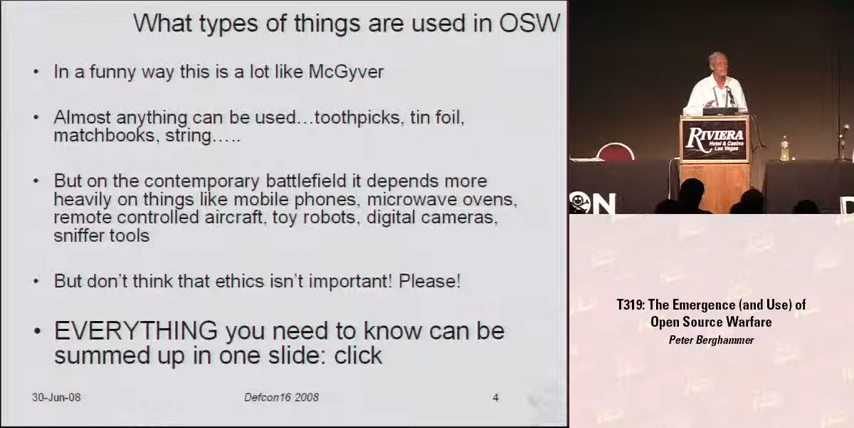 What types of things are used in OSW
• In a funny way this is a lot like McGyver
• Almost anything can be used…toothpicks, tin foil,
matchbooks, string…..
• But on the contemporary battlefield it depends more
heavily on things like mobile phones, microwave ovens,
remote controlled aircraft, toy robots, digital cameras,
sniffer tools
• But don't think that ethics isn't important! Please!
• EVERYTHING you need to know can be
summed up in one slide: click
30-Jun-08
Defcon16 2008
4
RIVIERA
Hotel & Casino
Las Vegas
ON
D
T319: The Emergence (and Use) of
Open Source Warfare
Peter Berghammer